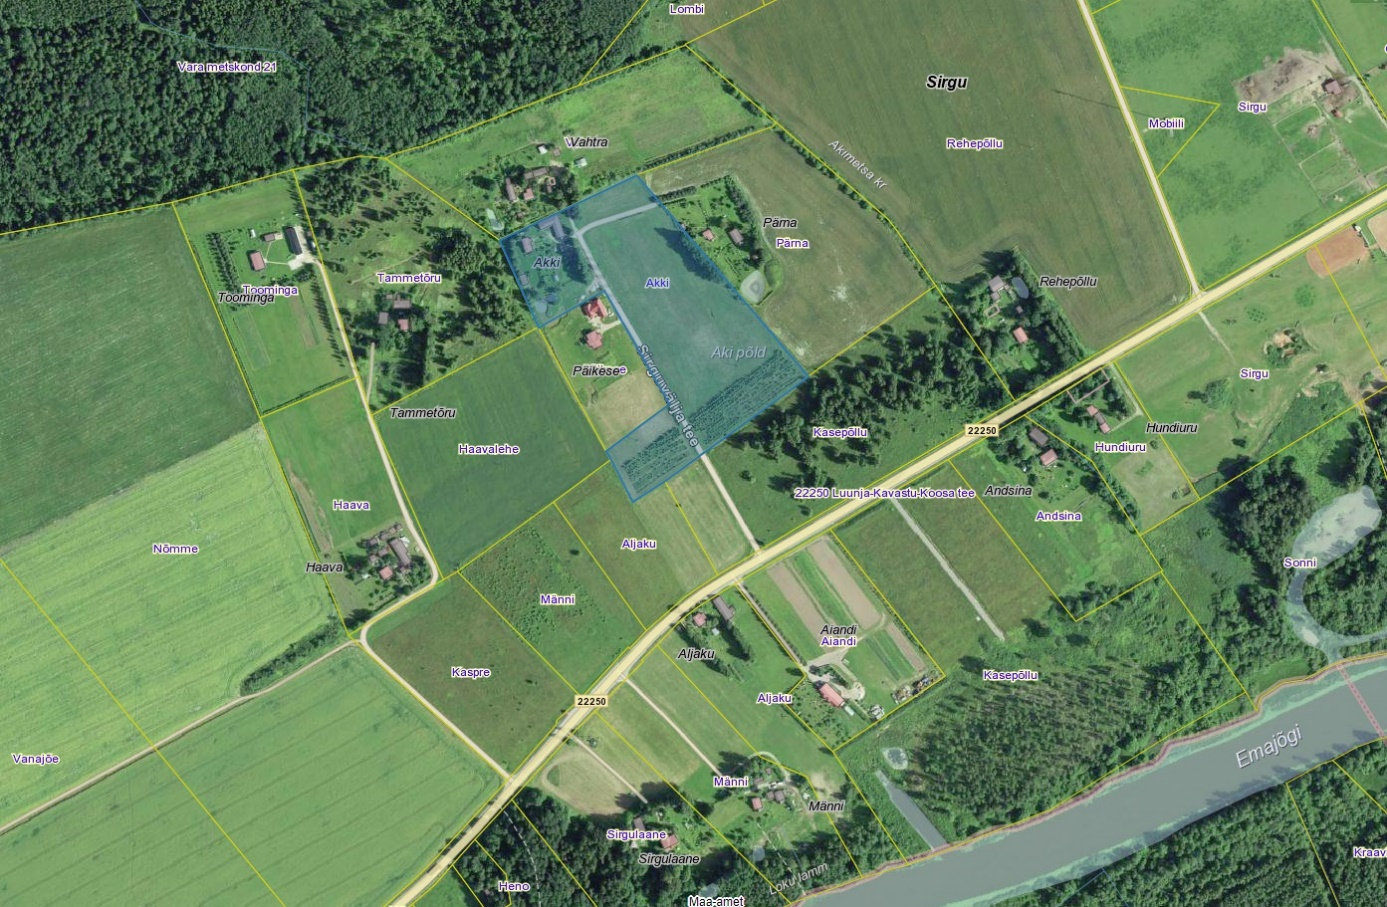 Lombi
Vara metskond 21
Sirgu
Sirgu
Mobiili
Vahtra
Rehepõllu
Akimetsa kr
Pärna
Pärna
Akki
Akki
Tammetõru
Rehepõllu
Toominga
Toominga
Aki põld
Sirgu
Päikese
Sirgumvälja tee
Tammetõru
Haavalehe
Kasepõllu
22250
Hundiuru
Hundiuru
22250 Luunja-Kavastu-Koosa tee
Andsina
Andsina
Haava
Nõmme
Aljaku
Sonni
Haava
Männi
Aiandi
Aiandi
Aljaku
Kaspre
Kasepõllu
Aljaku
22250
Emajõgi
Vanajõe
Männi
Männi
Sirgulaane
Sirgulaane
Kraav
Loku lamm
Heno
Maa-amet